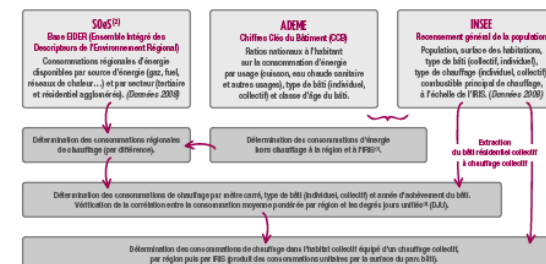 SOeS(2)
Base EIDER (Ensemble Intégré des
Descripteurs de l'Environnement Régional)
Consommations régionales d'énergie
disponibles par source d'énergie (gaz, fuel,
réseaux de chaleur...) et par secteur (tertiaire
et résidentiel agglomérés). (Données 2008)
ADEME
Chiffres Clés du Bâtiment (CCB)
Ratios nationaux à l'habitant
sur la consommation d'énergie
par usage (cuisson, eau chaude sanitaire
et autres usages), type de bâti (individuel,
collectif) et classe d'âge du bâti.
INSEE
Recensement général de la population
Population, surface des habitations,
type de bâti (collectif, individuel),
type de chauffage (individuel, collectif)
combustible principal de chauffage,
à l'échelle de l'IRIS. (Données 2008)
Détermination des consommations régionales
de chauffage (par différence).
Détermination des consommations d'énergie
hors chauffage à la région et à l'IRIS
Extraction
du bâti résidentiel collectif
à chauffage collectif
Détermination des consommations de chauffage par mètre carré, type de bâti (individuel, collectif) et année d'achèvement du bâti.
Vérification de la corrélation entre la consommation moyenne pondérée par région et les degrés jours unifiés (DJU).
Détermination des consommations de chauffage dans l'habitat collectif équipé d'un chauffage collectif,
par région puis par IRIS (produit des consommations unitaires par la surface du parc bâti).